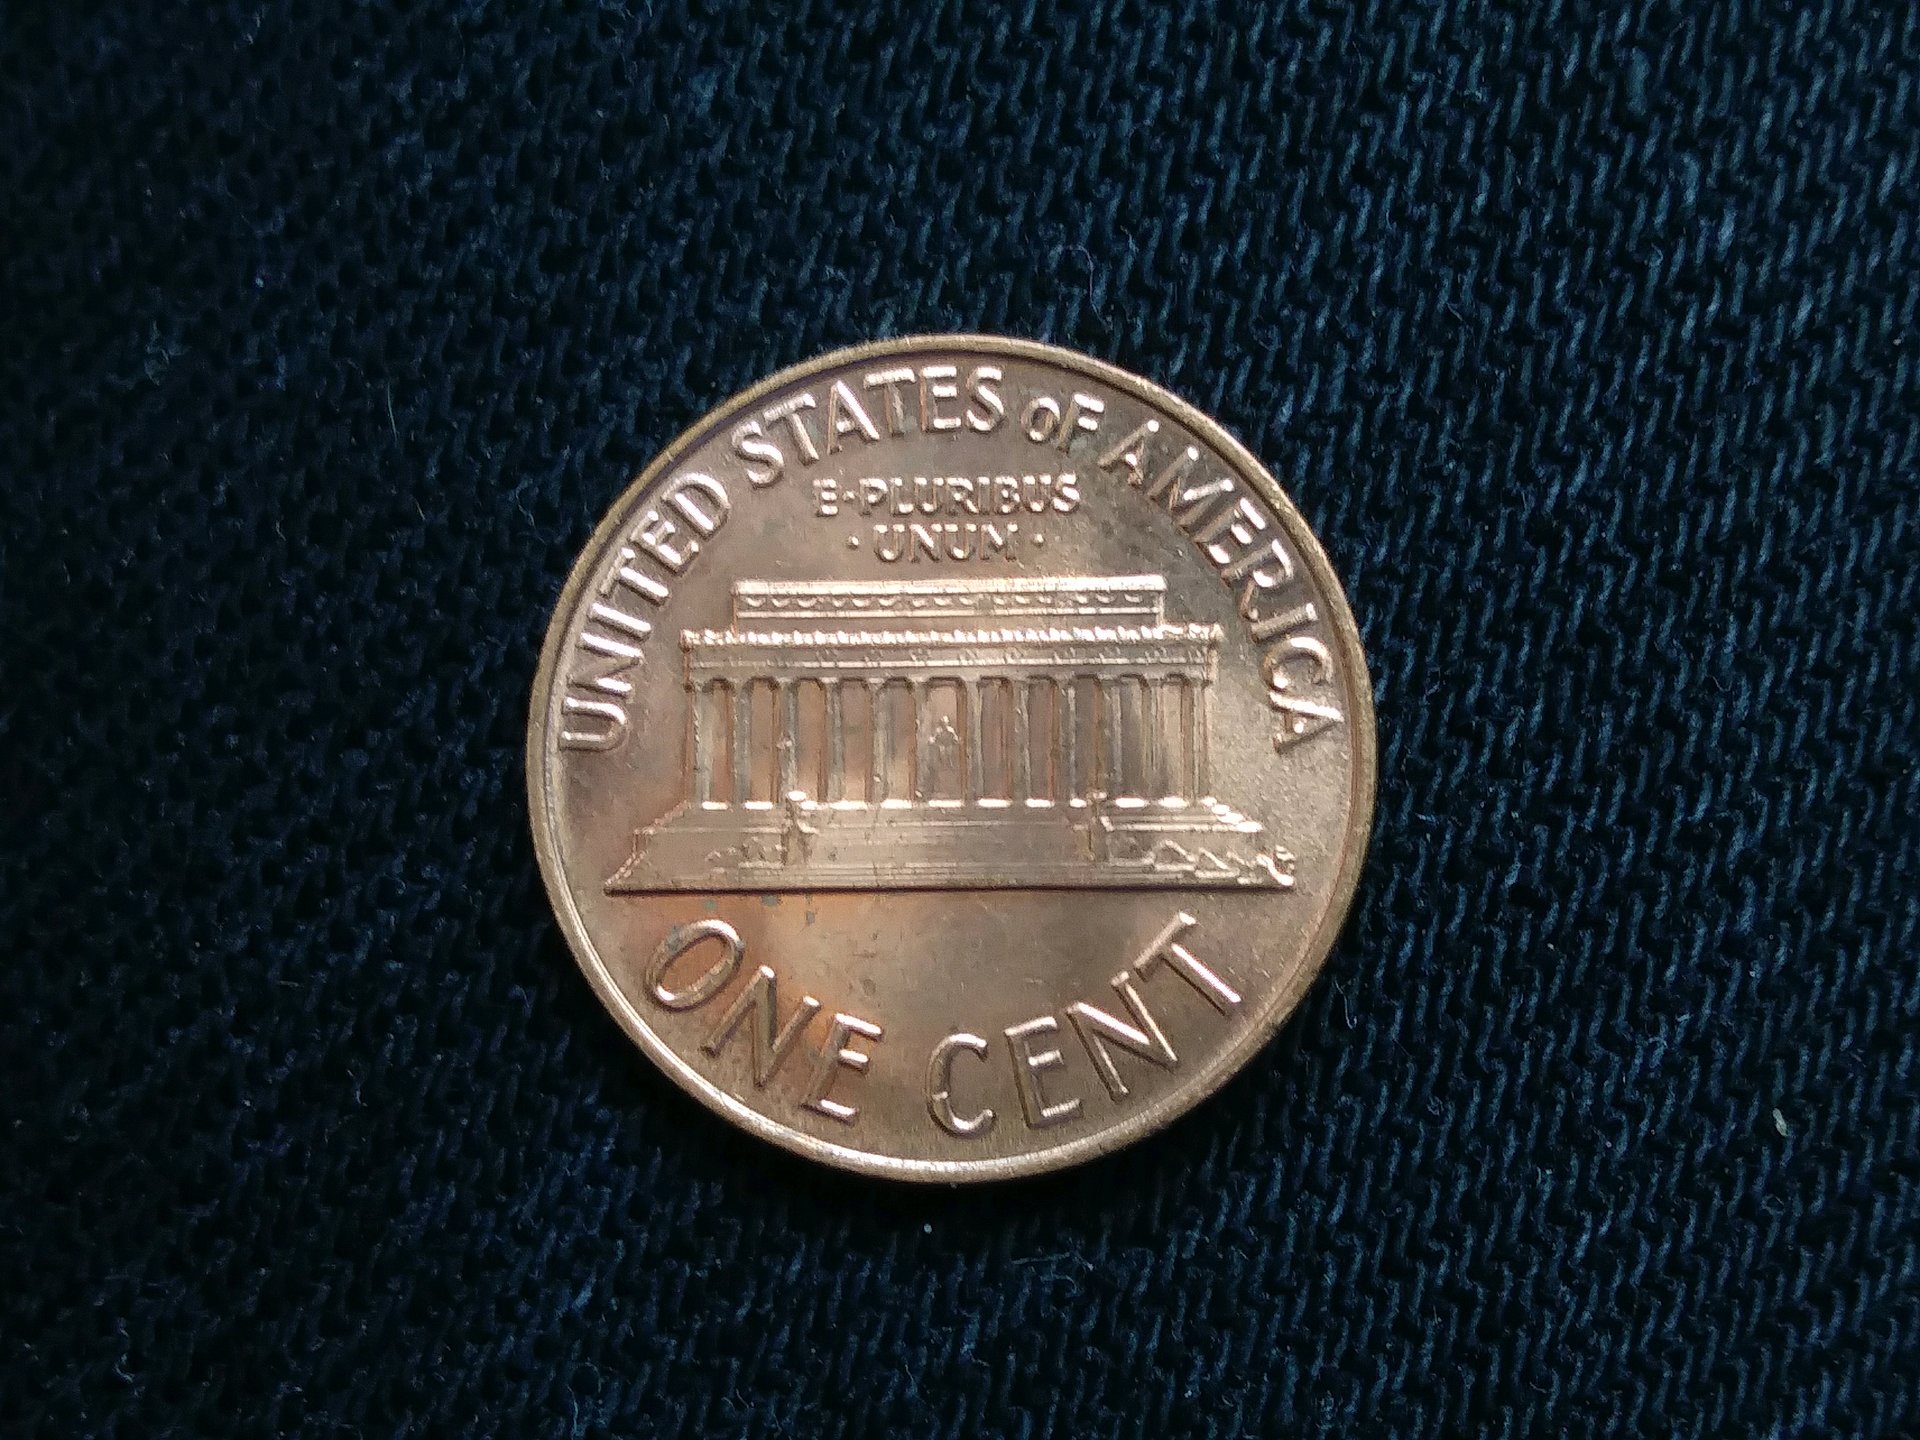 UNITED STATES OF AMERICA
E·PLURIBUS
·UNUM·
ONE CENT